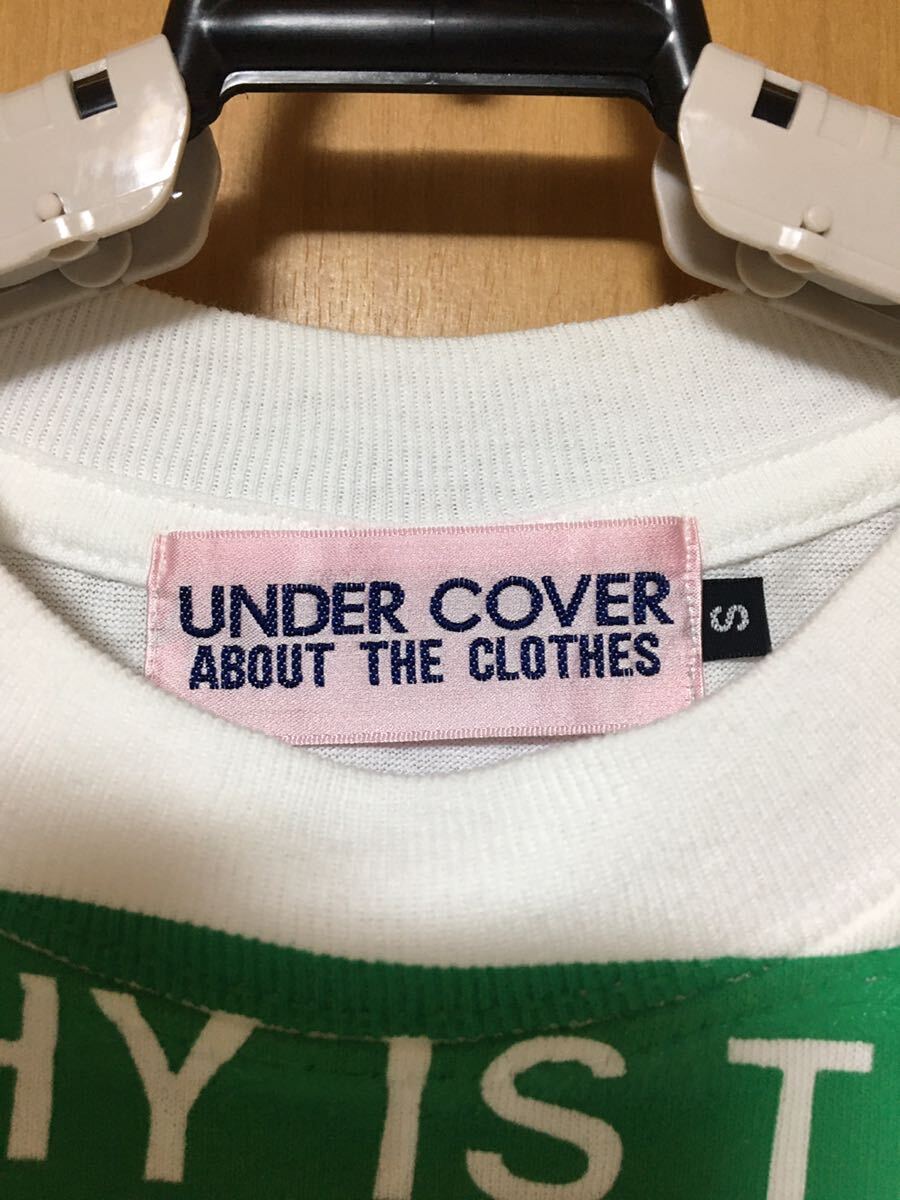 UNDER COVER
ABOUT THE CLOTHES
S
HY IS T